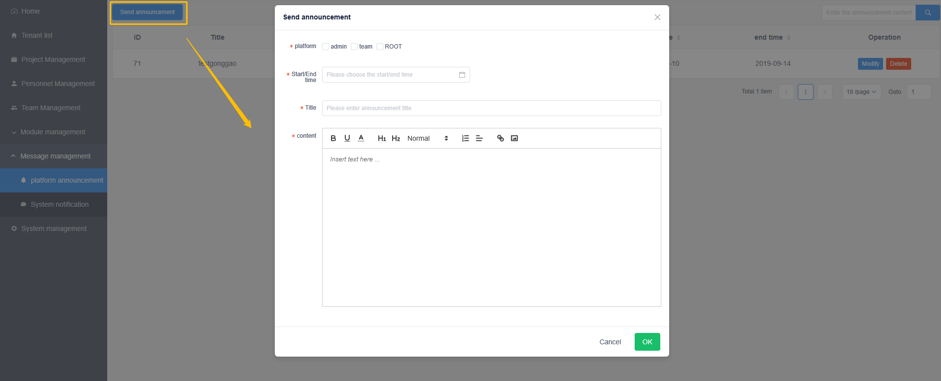 Home
Tenant list
Project Management
Personnel Management
Team Management
Module management
Message management
platform announcement
System notification
System management
Send announcement
Enter the announcement content
ID Title end time Operation
71 testgonggao -10 2019-09-14 Modify Delete
Total 1 item 1 10 /page Goto 1
Send announcement
* platform admin team ROOT
* Start/End time Please choose the start/end time
* Title Please enter announcement title
* content B U A H1 H2 Normal
Insert text here ...
Cancel OK